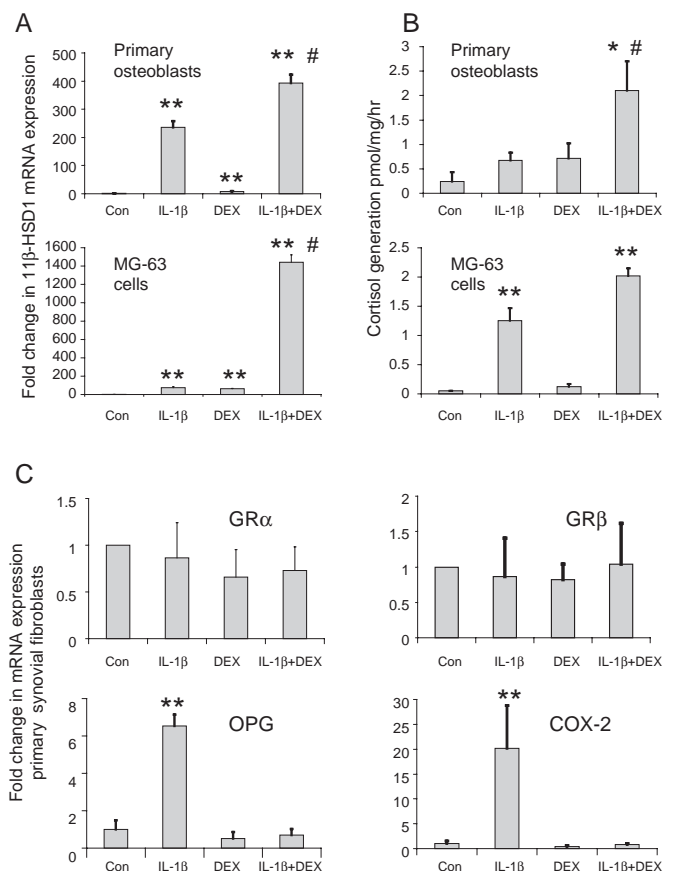 A
Fold change in 11β-HSD1 mRNA expression
Primary
osteoblasts
500
400
300
200
100
0
**
**
** #
Con IL-1β DEX IL-1β+DEX
MG-63
cells
1600
1400
1200
1000
800
600
400
200
0
**
**
** #
Con IL-1β DEX IL-1β+DEX
B
Cortisol generation pmol/mg/hr
Primary
osteoblasts
3
2.5
2
1.5
1
0.5
0
* #
Con IL-1β DEX IL-1β+DEX
MG-63
cells
2.5
2
1.5
1
0.5
0
**
**
Con IL-1β DEX IL-1β+DEX
C
Fold change in mRNA expression
primary synovial fibroblasts
GRα
1.5
1
0.5
0
Con IL-1β DEX IL-1β+DEX
GRβ
2
1.5
1
0.5
0
Con IL-1β DEX IL-1β+DEX
OPG
8
6
4
2
0
**
Con IL-1β DEX IL-1β+DEX
COX-2
30
25
20
15
10
5
0
**
Con IL-1β DEX IL-1β+DEX